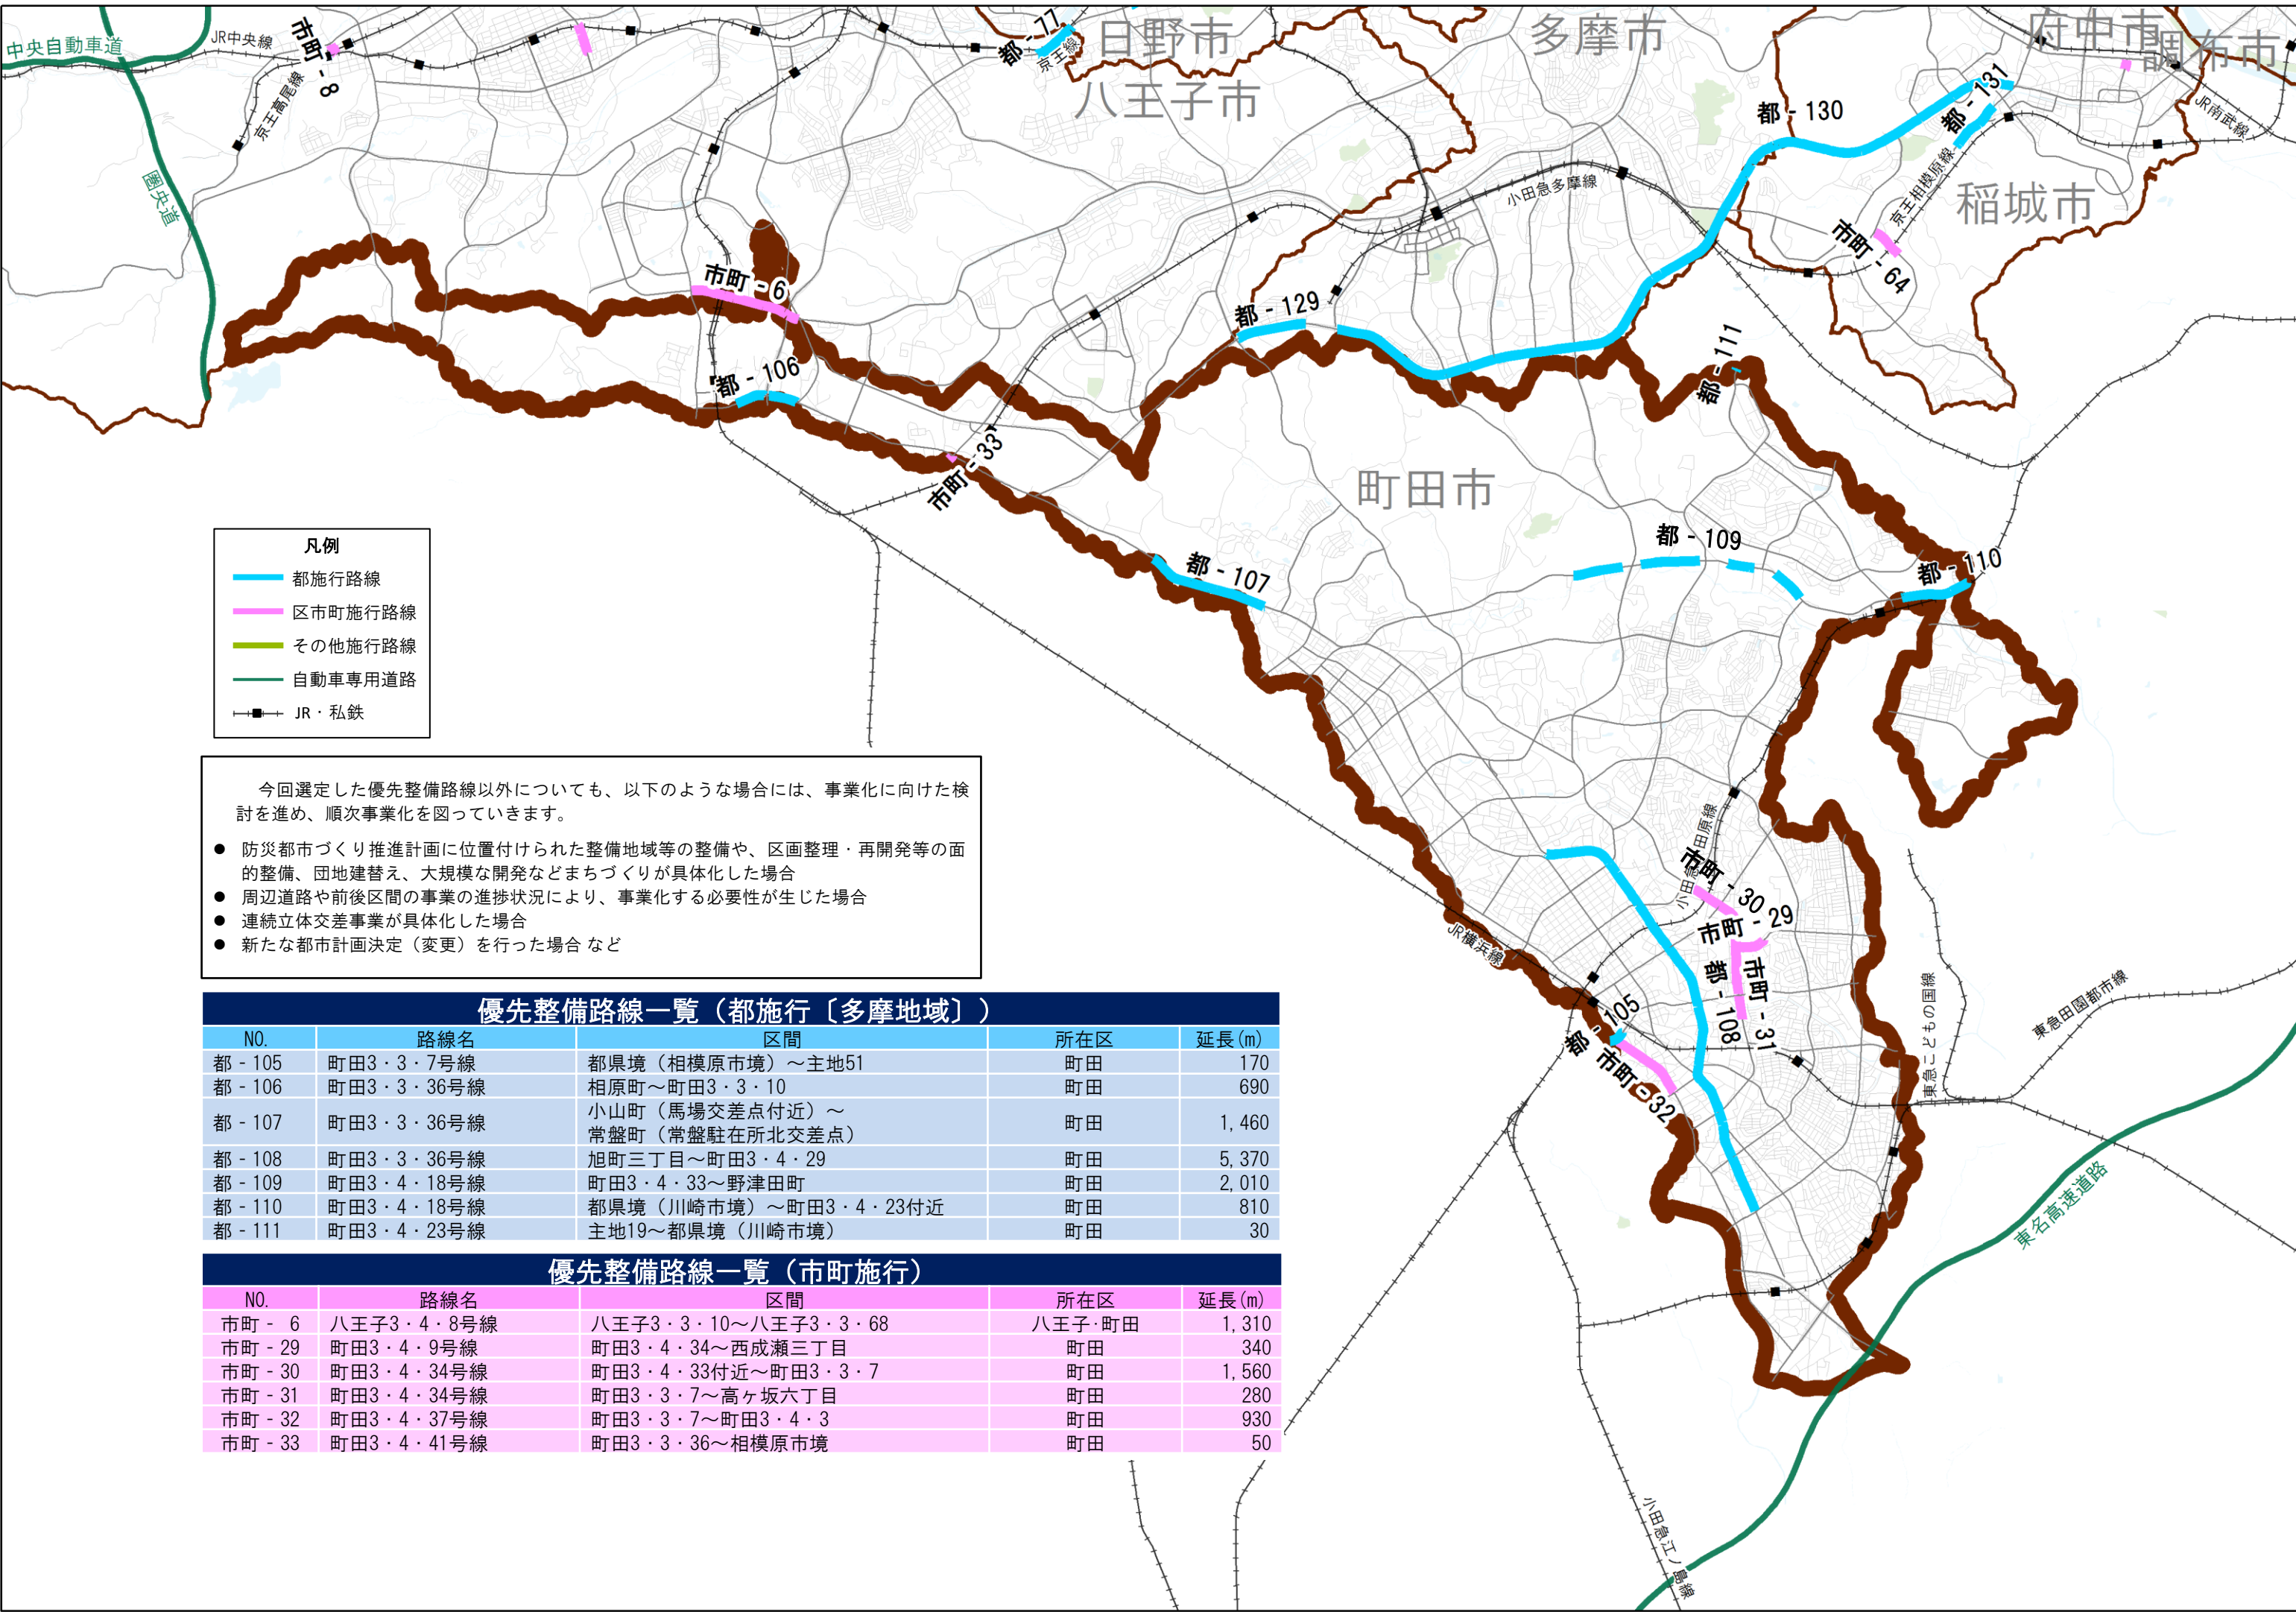 中央自動車道
JR中央線
市町 - 8
京王高尾線
圏央道
都 - 77
京王線
日野市
八王子市
多摩市
府中市
調布市
都 - 130
都 - 131
JR南武線
京王相模原線
稲城市
小田急多摩線
市町 - 64
市町 - 6
都 - 129
都 - 111
都 - 106
市町 - 33
町田市
都 - 107
都 - 109
都 - 110
凡例
都施行路線
区市町施行路線
その他施行路線
自動車専用道路
JR・私鉄
今回選定した優先整備路線以外についても、以下のような場合には、事業化に向けた検
討を進め、順次事業化を図っていきます。
● 防災都市づくり推進計画に位置付けられた整備地域等の整備や、区画整理・再開発等の面
的整備、団地建替え、大規模な開発などまちづくりが具体化した場合
● 周辺道路や前後区間の事業の進捗状況により、事業化する必要性が生じた場合
● 連続立体交差事業が具体化した場合
● 新たな都市計画決定（変更）を行った場合 など
小田急小田原線
市町 - 30
市町 - 29
市町 - 31
都 - 108
JR横浜線
都 - 105
市町 - 32
東急こどもの国線
東急田園都市線
東名高速道路
小田急江ノ島線
優先整備路線一覧（都施行〔多摩地域〕）
NO. 路線名 区間 所在区 延長(m)
都 - 105 町田3・3・7号線 都県境（相模原市境）～主地51 町田 170
都 - 106 町田3・3・36号線 相原町～町田3・3・10 町田 690
都 - 107 町田3・3・36号線 小山町（馬場交差点付近）～ 町田 1,460
常盤町（常盤駐在所北交差点）
都 - 108 町田3・3・36号線 旭町三丁目～町田3・4・29 町田 5,370
都 - 109 町田3・4・18号線 町田3・4・33～野津田町 町田 2,010
都 - 110 町田3・4・18号線 都県境（川崎市境）～町田3・4・23付近 町田 810
都 - 111 町田3・4・23号線 主地19～都県境（川崎市境） 町田 30
優先整備路線一覧（市町施行）
NO. 路線名 区間 所在区 延長(m)
市町 - 6 八王子3・4・8号線 八王子3・3・10～八王子3・3・68 八王子・町田 1,310
市町 - 29 町田3・4・9号線 町田3・4・34～西成瀬三丁目 町田 340
市町 - 30 町田3・4・34号線 町田3・4・33付近～町田3・3・7 町田 1,560
市町 - 31 町田3・4・34号線 町田3・3・7～高ヶ坂六丁目 町田 280
市町 - 32 町田3・4・37号線 町田3・3・7～町田3・4・3 町田 930
市町 - 33 町田3・4・41号線 町田3・3・36～相模原市境 町田 50